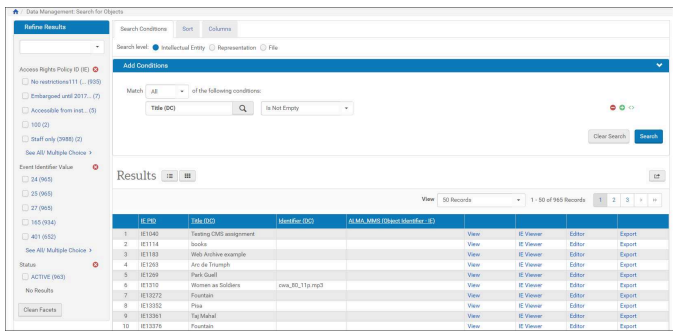 / Data Management: Search for Objects
Refine Results
Access Rights Policy ID (IE)
No restrictions111 (... (935)
Embargoed until 2017... (7)
Accessible from inst... (5)
100 (2)
Staff only (3988) (2)
See All/ Multiple Choice >
Event Identifier Value
24 (965)
25 (965)
27 (965)
165 (934)
401 (652)
See All/ Multiple Choice >
Status
ACTIVE (963)
No Results
Clean Facets
Search Conditions Sort Columns
Search level: Intellectual Entity Representation File
Add Conditions
Match All of the following conditions:
Title (DC) Is Not Empty
Clear Search Search
Results
View 50 Records 1 - 50 of 965 Records 1 2 3
IE PID Title (DC) Identifier (DC) ALMA_MMS (Object Identifier - IE)
1 IE1040 Testing CMS assignment View IE Viewer Editor Export
2 IE1114 books View IE Viewer Editor Export
3 IE1183 Web Archive example View IE Viewer Editor Export
4 IE1263 Arc de Triumph View IE Viewer Editor Export
5 IE1269 Park Guell View IE Viewer Editor Export
6 IE1310 Women as Soldiers cwa_80_11p.mp3 View IE Viewer Editor Export
7 IE13272 Fountain View IE Viewer Editor Export
8 IE13352 Pisa View IE Viewer Editor Export
9 IE13361 Taj Mahal View IE Viewer Editor Export
10 IE13376 Fountain View IE Viewer Editor Export